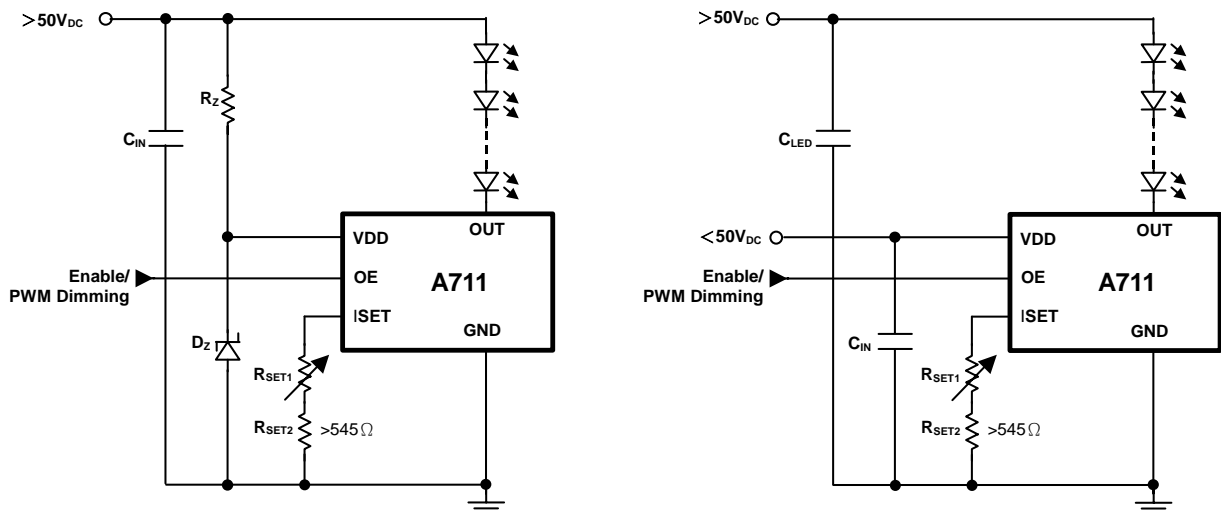 >50VDC
RZ
CIN
VDD
OUT
Enable/
PWM Dimming
OE
A711
ISET
GND
DZ
RSET1
RSET2 >545Ω
>50VDC
CLED
<50VDC
OUT
VDD
Enable/
PWM Dimming
OE
A711
ISET
GND
CIN
RSET1
RSET2 >545Ω